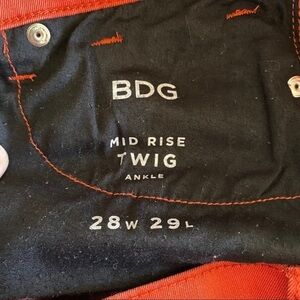 BDG
MID RISE
TWIG
ANKLE
28W 29L